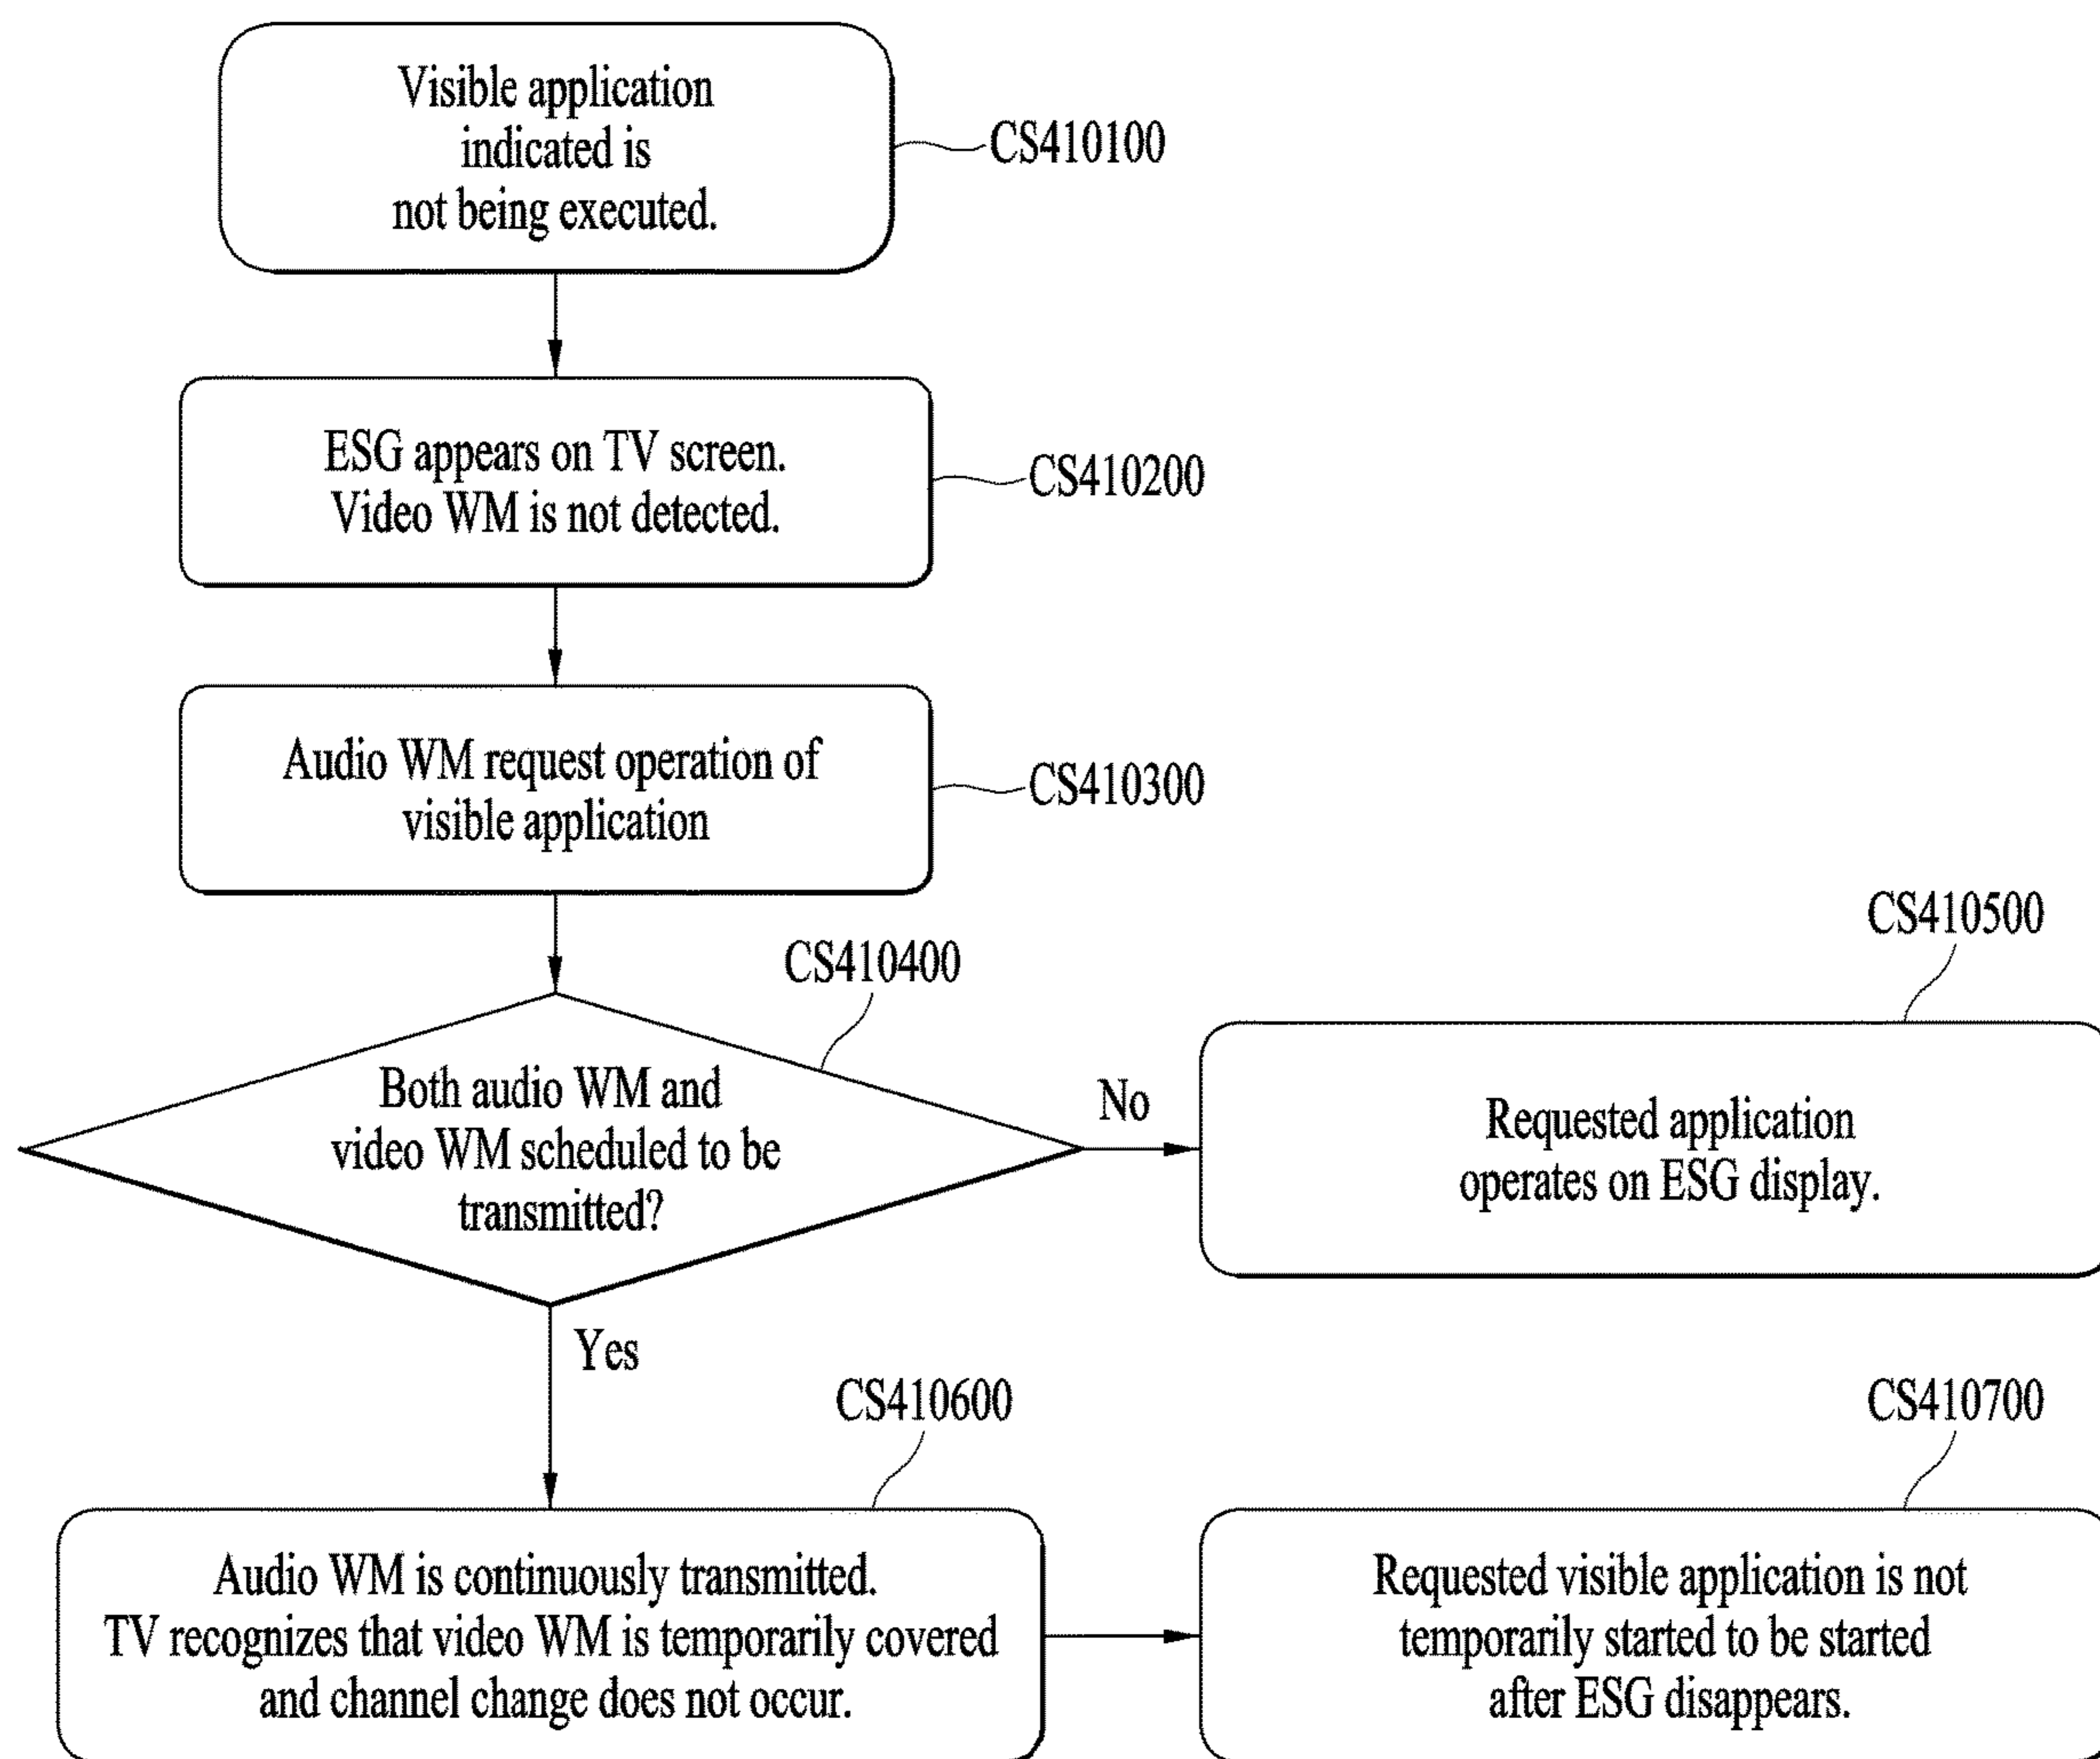 Visible application
indicated is
not being executed.
CS410100
ESG appears on TV screen.
Video WM is not detected.
CS410200
Audio WM request operation of
visible application
CS410300
CS410400
Both audio WM and
video WM scheduled to be
transmitted?
No
CS410500
Requested application
operates on ESG display.
Yes
CS410600
Audio WM is continuously transmitted.
TV recognizes that video WM is temporarily covered
and channel change does not occur.
CS410700
Requested visible application is not
temporarily started to be started
after ESG disappears.